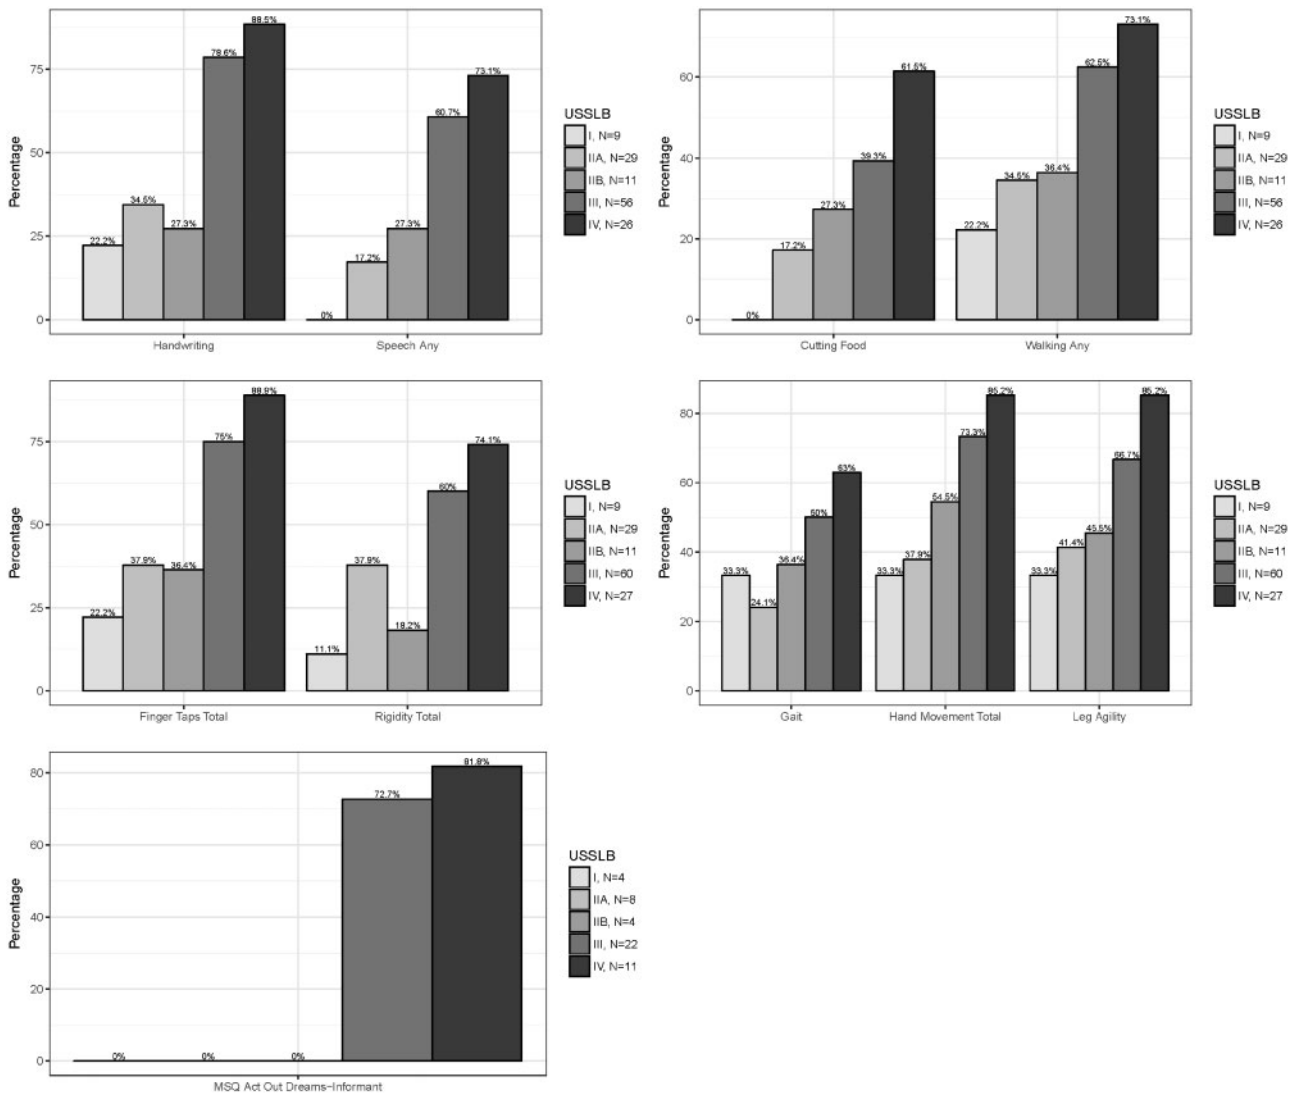 88.5%
78.6%
73.1%
60.7%
34.5%
27.3%
27.3%
22.2%
17.2%
0%
75
50
25
0
Percentage
Handwriting
Speech Any
USSLB
I, N=9
IIA, N=29
IIB, N=11
III, N=56
IV, N=26
73.1%
61.5%
62.5%
39.3%
34.5%
36.4%
27.3%
22.2%
17.2%
0%
60
40
20
0
Percentage
Cutting Food
Walking Any
USSLB
I, N=9
IIA, N=29
IIB, N=11
III, N=56
IV, N=26
88.9%
75%
74.1%
60%
37.9%
36.4%
37.9%
22.2%
18.2%
11.1%
75
50
25
0
Percentage
Finger Taps Total
Rigidity Total
USSLB
I, N=9
IIA, N=29
IIB, N=11
III, N=60
IV, N=27
85.2%
85.2%
73.3%
66.7%
63%
54.5%
50%
45.5%
41.4%
37.9%
36.4%
33.3%
33.3%
33.3%
24.1%
80
60
40
20
0
Percentage
Gait
Hand Movement Total
Leg Agility
USSLB
I, N=9
IIA, N=29
IIB, N=11
III, N=60
IV, N=27
81.8%
72.7%
0%
0%
0%
80
60
40
20
0
Percentage
MSQ Act Out Dreams-Informant
USSLB
I, N=4
IIA, N=8
IIB, N=4
III, N=22
IV, N=11